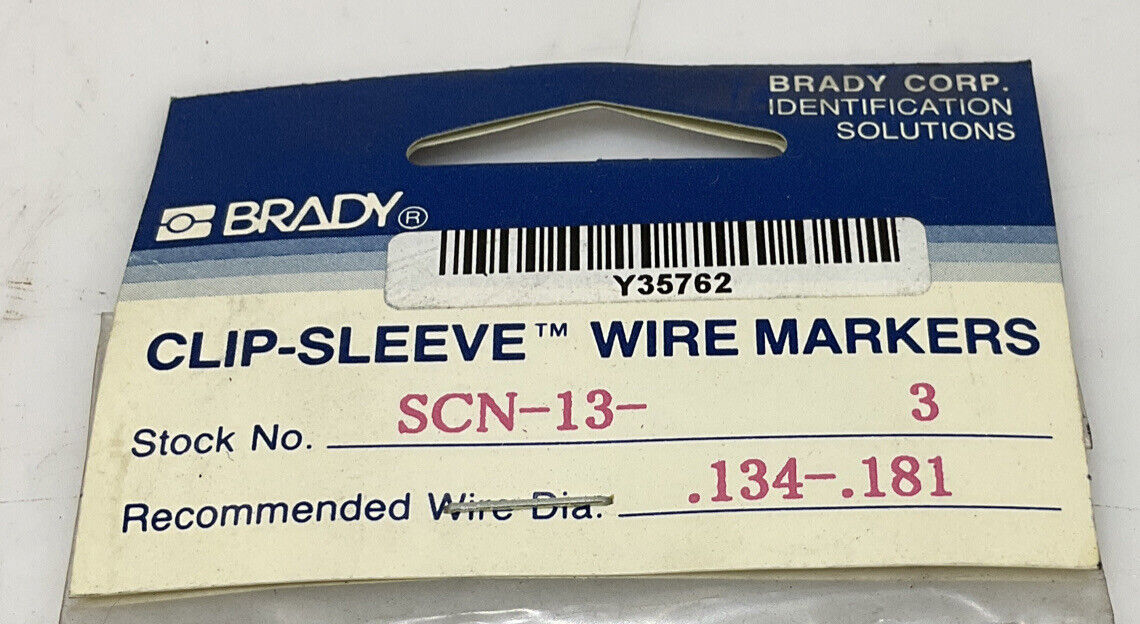 BRADY CORP.
IDENTIFICATION
SOLUTIONS
BRADY®
Y35762
CLIP-SLEEVE™ WIRE MARKERS
Stock No. SCN-13- 3
Recommended Wire Dia. .134-.181